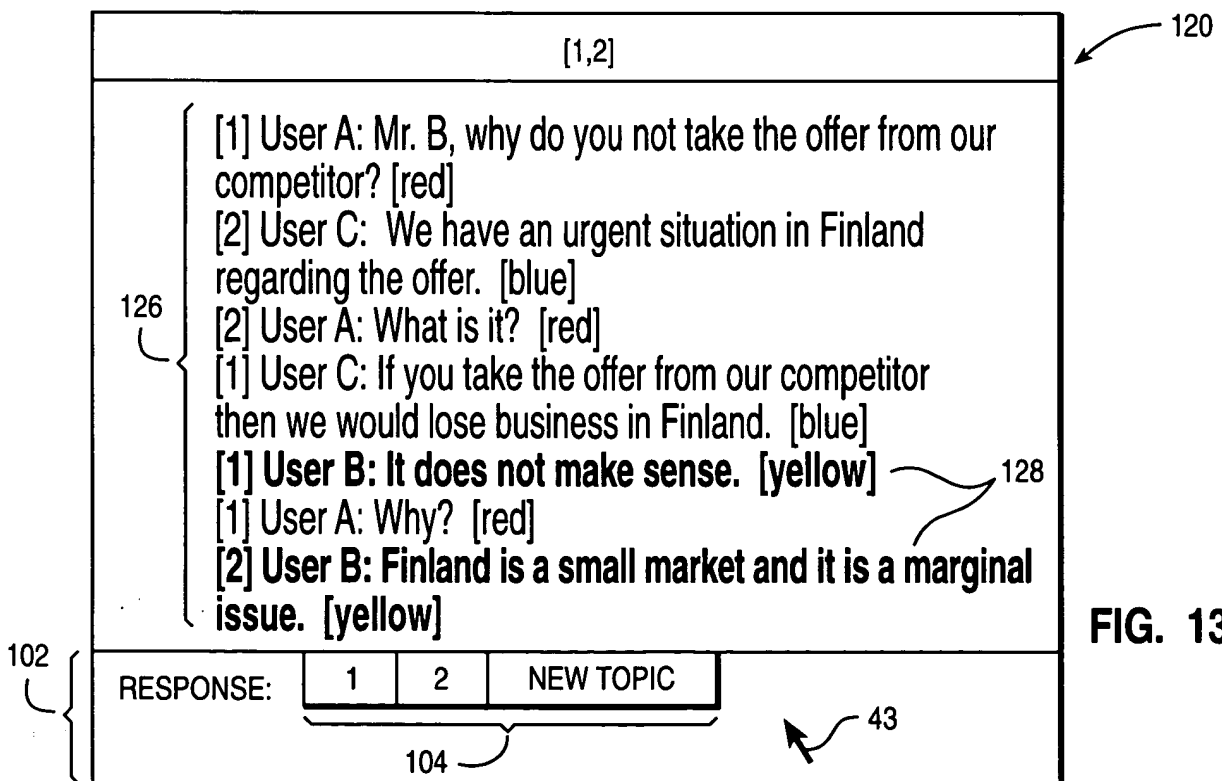 120
[1,2]
[1] User A: Mr. B, why do you not take the offer from our
competitor? [red]
[2] User C: We have an urgent situation in Finland
regarding the offer. [blue]
126
[2] User A: What is it? [red]
[1] User C: If you take the offer from our competitor
then we would lose business in Finland. [blue]
[1] User B: It does not make sense. [yellow]
128
[1] User A: Why? [red]
[2] User B: Finland is a small market and it is a marginal
issue. [yellow]
FIG. 13
102
RESPONSE: 1 2 NEW TOPIC
43
104